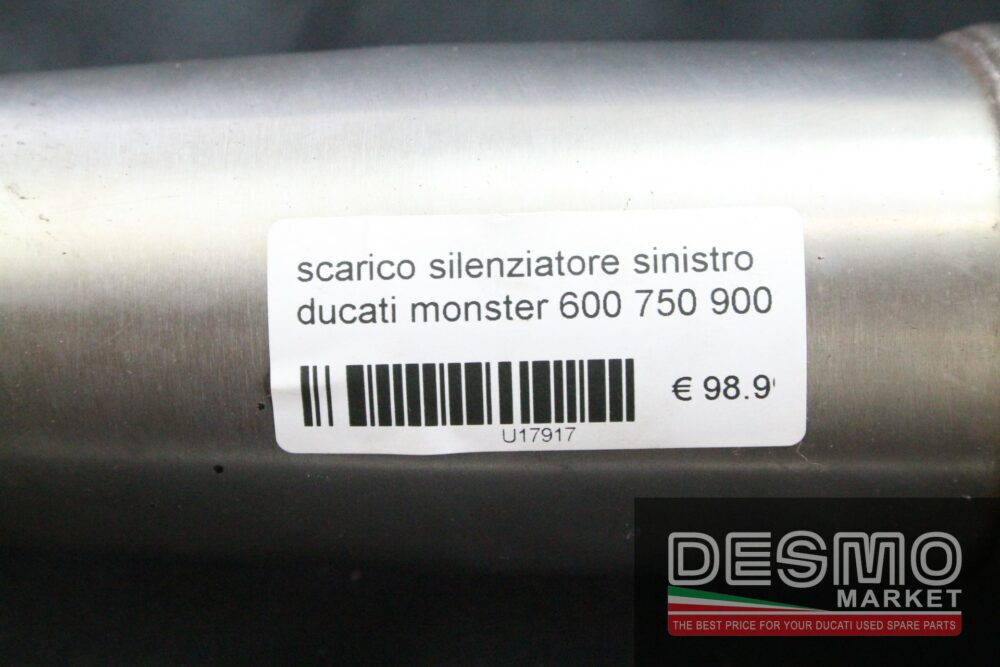 scarico silenziatore sinistro
ducati monster 600 750 900
€ 98.9
U17917
DESMO
MARKET
THE BEST PRICE FOR YOUR DUCATI USED SPARE PARTS